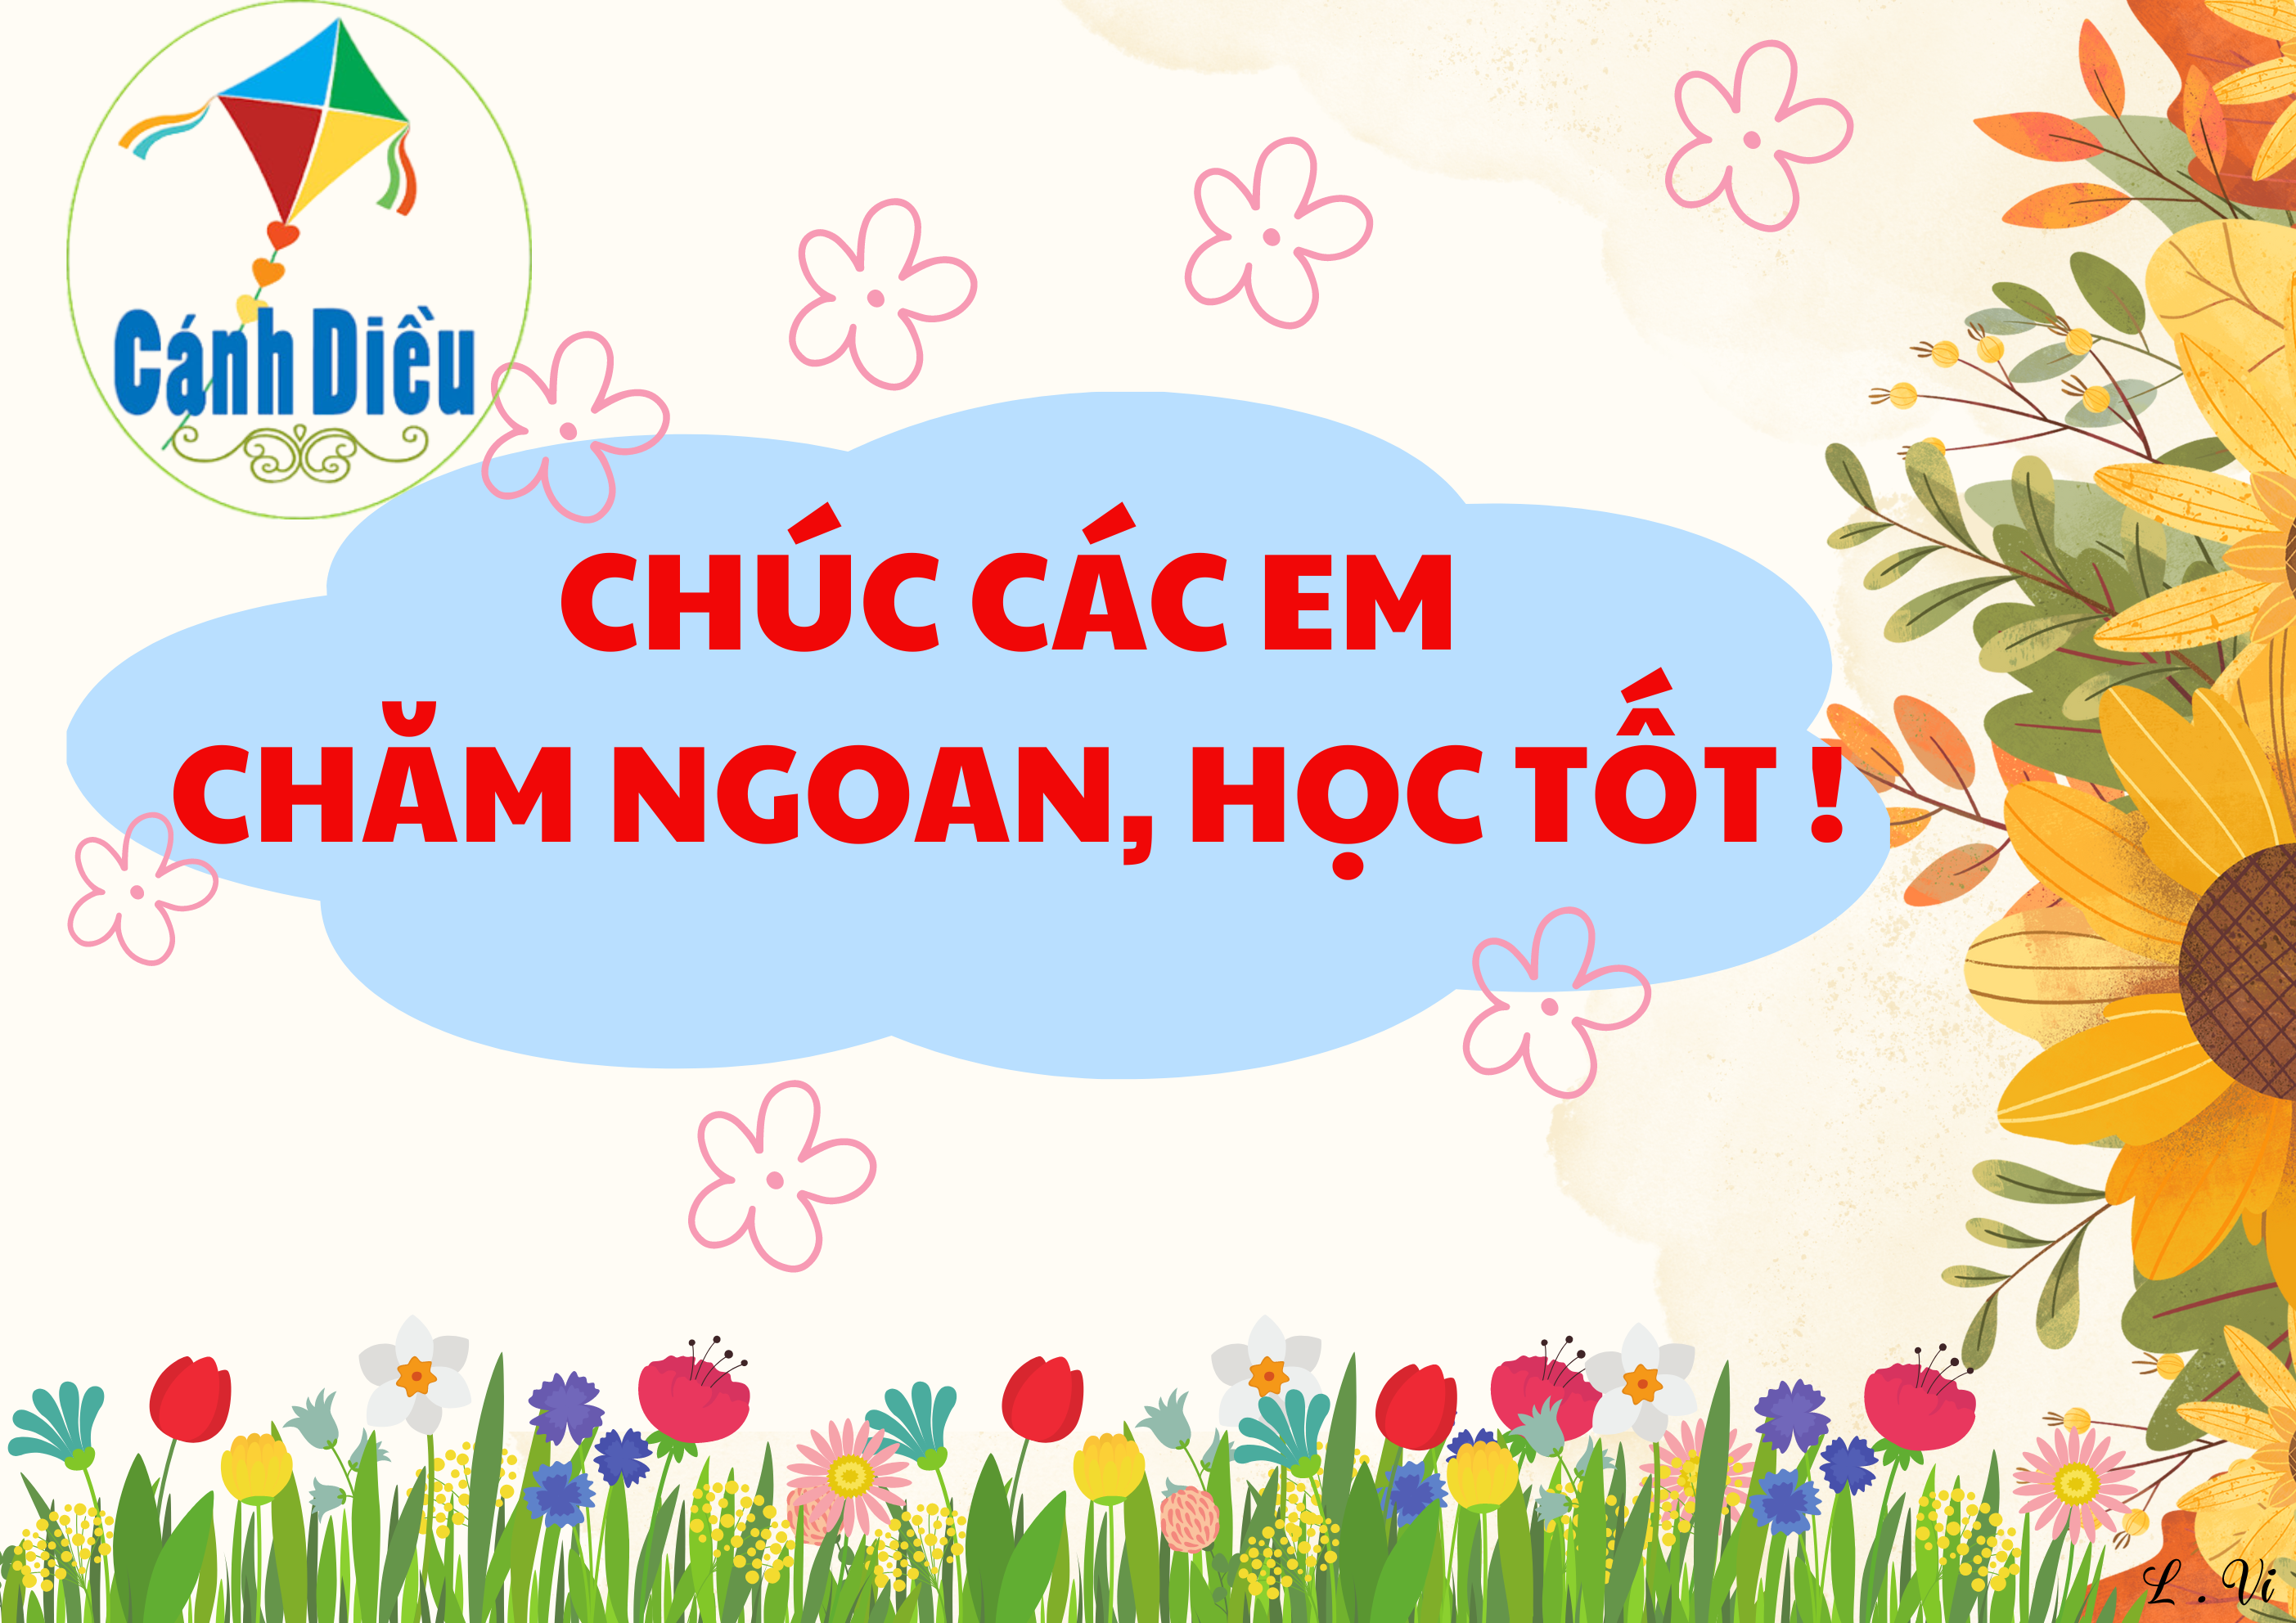 Cánh Diều
CHÚC CÁC EM
CHĂM NGOAN, HỌC TỐT !
L . Vi